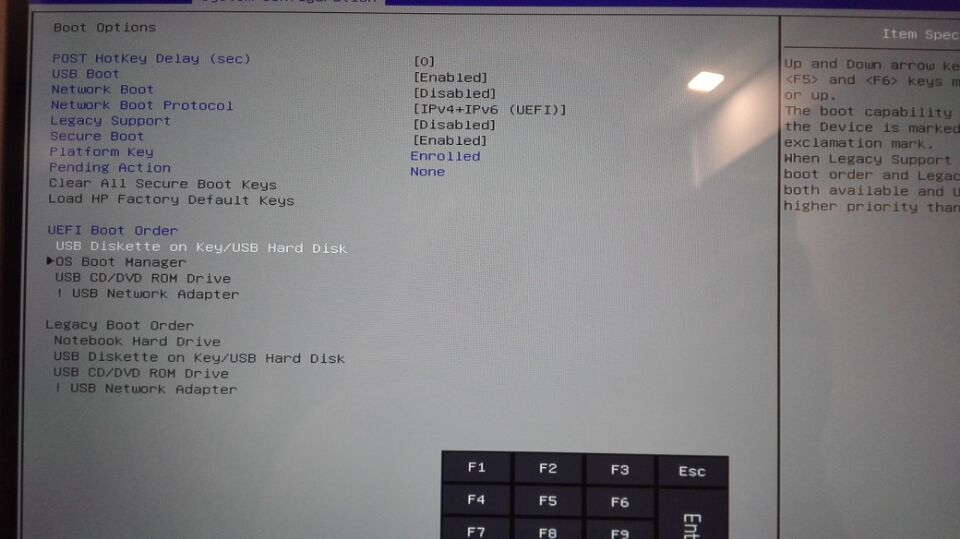 System Configuration
Boot Options
Item Spec
POST HotKey Delay (sec) [0]
USB Boot [Enabled]
Network Boot [Disabled]
Network Boot Protocol [IPv4+IPv6 (UEFI)]
Legacy Support [Disabled]
Secure Boot [Enabled]
Platform Key Enrolled
Pending Action None
Clear All Secure Boot Keys
Load HP Factory Default Keys
UEFI Boot Order
USB Diskette on Key/USB Hard Disk
▶OS Boot Manager
USB CD/DVD ROM Drive
! USB Network Adapter
Legacy Boot Order
Notebook Hard Drive
USB Diskette on Key/USB Hard Disk
USB CD/DVD ROM Drive
! USB Network Adapter
Up and Down arrow ke
<F5> and <F6> keys m
or up.
The boot capability
the Device is marked
exclamation mark.
When Legacy Support
boot order and Legac
both available and U
higher priority than
F1 F2 F3 Esc
F4 F5 F6
F7 F8 F9
Ent